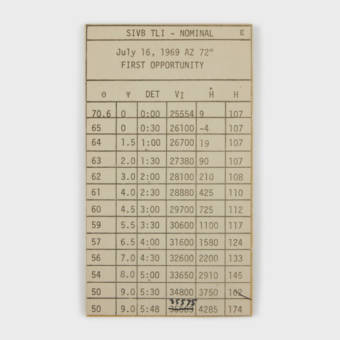 SIVB TLI - NOMINAL E
July 16, 1969 AZ 72°
FIRST OPPORTUNITY
θ Ψ DET VI Ḣ H
70.6 0 0:00 25554 9 107
65 0 0:30 26100 -4 107
64 1.5 1:00 26700 19 107
63 2.0 1:30 27380 90 107
62 3.0 2:00 28100 210 108
61 4.0 2:30 28880 425 110
60 4.5 3:00 29700 725 112
59 5.5 3:30 30600 1100 117
57 6.5 4:00 31600 1580 124
56 7.0 4:30 32600 2200 133
54 8.0 5:00 33650 2910 145
50 9.0 5:30 34800 3750 162
35575
50 9.0 5:48 4285 174